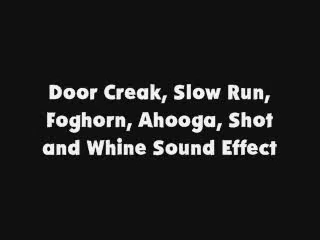 Door Creak, Slow Run,
Foghorn, Ahooga, Shot
and Whine Sound Effect